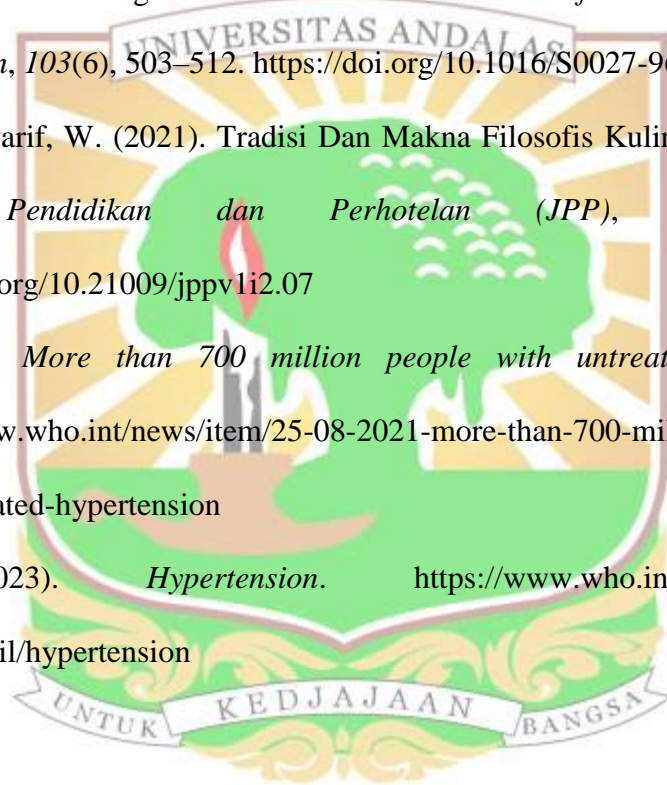 UNIVERSITAS ANDALAS
103(6), 503–512. https://doi.org/10.1016/S0027-9
arif, W. (2021). Tradisi Dan Makna Filosofis Kulin
Pendidikan dan Perhotelan (JPP),
org/10.21009/jppv1i2.07
More than 700 million people with untreat
w.who.int/news/item/25-08-2021-more-than-700-mil
ated-hypertension
023). Hypertension. https://www.who.in
il/hypertension
UNTUK KEDJAJAAN BANGSA